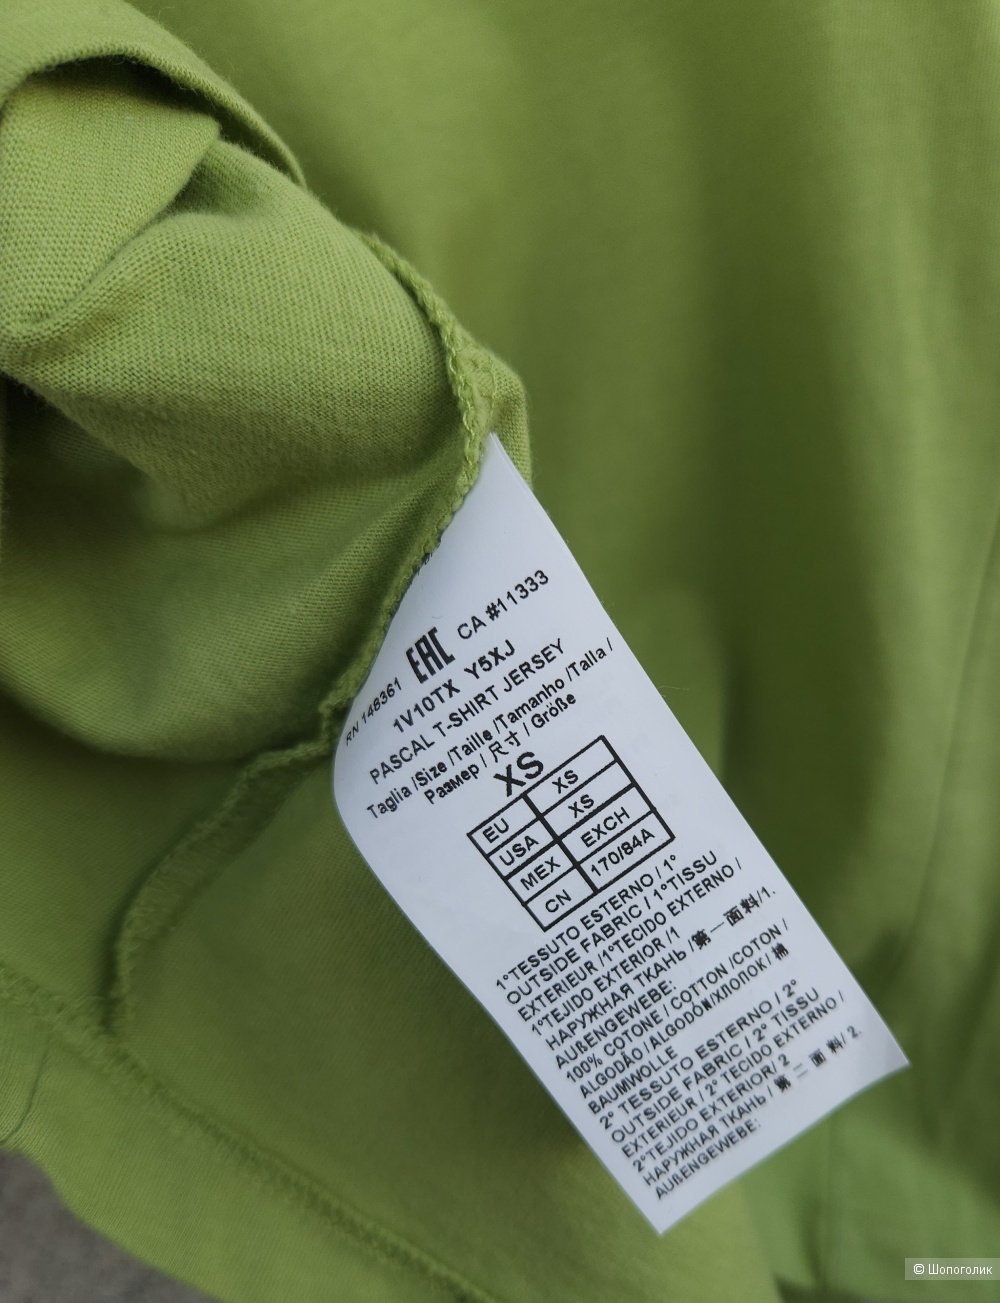 RN 148361 EAC CA #11333
1V10TX Y5XJ
PASCAL T-SHIRT JERSEY
Taglia /Size /Taille /Tamanho /Talla /
Размер / 尺寸 / Größe
XS
EU XS
USA XS
MEX EXCH
CN 170/84A
1°TESSUTO ESTERNO / 1°
OUTSIDE FABRIC / 1°TISSU
EXTERIEUR /1°TECIDO EXTERNO /
1°TEJIDO EXTERIOR /1
НАРУЖНАЯ ТКАНЬ /第一面料/1.
AUßENGEWEBE:
100% COTONE / COTTON /COTON /
ALGODÃO /ALGODÓN/ХЛОПОК/ 棉
BAUMWOLLE
2° TESSUTO ESTERNO / 2°
OUTSIDE FABRIC / 2° TISSU
EXTERIEUR / 2° TECIDO EXTERNO /
2°TEJIDO EXTERIOR/ 2
НАРУЖНАЯ ТКАНЬ / 第 二 面 料/ 2.
AUßENGEWEBE:
© Шопоголик